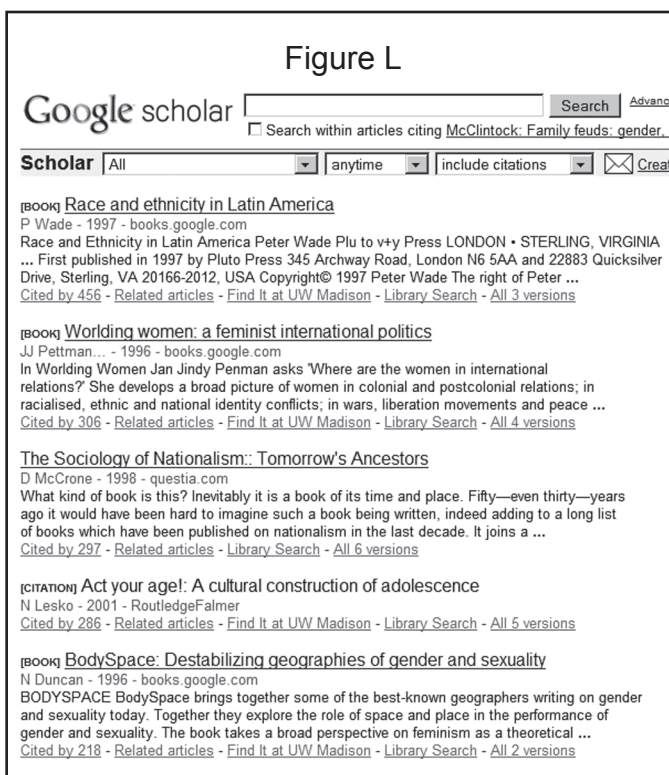 Figure L
Google scholar Search Advanc
Search within articles citing McClintock: Family feuds: gender,
Scholar All anytime include citations Creat
[BOOK] Race and ethnicity in Latin America
P Wade - 1997 - books.google.com
Race and Ethnicity in Latin America Peter Wade Plu to v+y Press LONDON • STERLING, VIRGINIA
... First published in 1997 by Pluto Press 345 Archway Road, London N6 5AA and 22883 Quicksilver
Drive, Sterling, VA 20166-2012, USA Copyright© 1997 Peter Wade The right of Peter ...
Cited by 456 - Related articles - Find It at UW Madison - Library Search - All 3 versions
[BOOK] Worlding women: a feminist international politics
JJ Pettman... - 1996 - books.google.com
In Worlding Women Jan Jindy Penman asks 'Where are the women in international
relations?' She develops a broad picture of women in colonial and postcolonial relations; in
racialised, ethnic and national identity conflicts; in wars, liberation movements and peace ...
Cited by 306 - Related articles - Find It at UW Madison - Library Search - All 4 versions
The Sociology of Nationalism:: Tomorrow's Ancestors
D McCrone - 1998 - questia.com
What kind of book is this? Inevitably it is a book of its time and place. Fifty—even thirty—years
ago it would have been hard to imagine such a book being written, indeed adding to a long list
of books which have been published on nationalism in the last decade. It joins a ...
Cited by 297 - Related articles - Library Search - All 6 versions
[CITATION] Act your age!: A cultural construction of adolescence
N Lesko - 2001 - RoutledgeFalmer
Cited by 286 - Related articles - Find It at UW Madison - Library Search - All 5 versions
[BOOK] BodySpace: Destabilizing geographies of gender and sexuality
N Duncan - 1996 - books.google.com
BODYSPACE BodySpace brings together some of the best-known geographers writing on gender
and sexuality today. Together they explore the role of space and place in the performance of
gender and sexuality. The book takes a broad perspective on feminism as a theoretical ...
Cited by 218 - Related articles - Find It at UW Madison - Library Search - All 2 versions